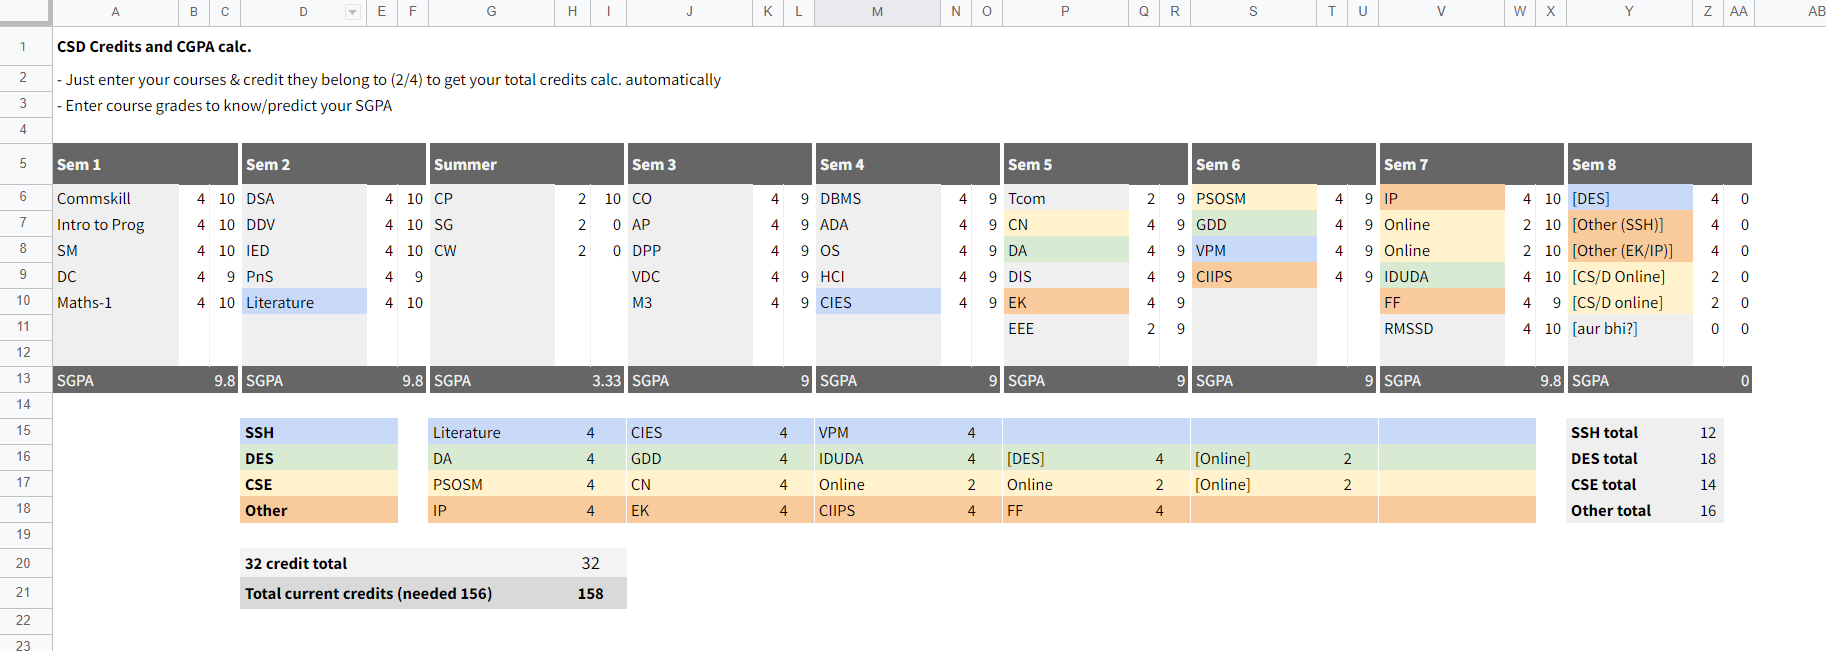 A B C D E F G H I J K L M N O P Q R S T U V W X Y Z AA AB
1 CSD Credits and CGPA calc.
2 - Just enter your courses & credit they belong to (2/4) to get your total credits calc. automatically
3 - Enter course grades to know/predict your SGPA
4
5 Sem 1 Sem 2 Summer Sem 3 Sem 4 Sem 5 Sem 6 Sem 7 Sem 8
6 Commskill 4 10 DSA 4 10 CP 2 10 CO 4 9 DBMS 4 9 Tcom 2 9 PSOSM 4 9 IP 4 10 [DES] 4 0
7 Intro to Prog 4 10 DDV 4 10 SG 2 0 AP 4 9 ADA 4 9 CN 4 9 GDD 4 9 Online 2 10 [Other (SSH)] 4 0
8 SM 4 10 IED 4 10 CW 2 0 DPP 4 9 OS 4 9 DA 4 9 VPM 4 9 Online 2 10 [Other (EK/IP)] 4 0
9 DC 4 9 PnS 4 9 VDC 4 9 HCI 4 9 DIS 4 9 CIIPS 4 9 IDUDA 4 10 [CS/D Online] 2 0
10 Maths-1 4 10 Literature 4 10 M3 4 9 CIES 4 9 EK 4 9 FF 4 9 [CS/D online] 2 0
11 EEE 2 9 RMSSD 4 10 [aur bhi?] 0 0
12
13 SGPA 9.8 SGPA 9.8 SGPA 3.33 SGPA 9 SGPA 9 SGPA 9 SGPA 9 SGPA 9.8 SGPA 0
14
15 SSH Literature 4 CIES 4 VPM 4 SSH total 12
16 DES DA 4 GDD 4 IDUDA 4 [DES] 4 [Online] 2 DES total 18
17 CSE PSOSM 4 CN 4 Online 2 Online 2 [Online] 2 CSE total 14
18 Other IP 4 EK 4 CIIPS 4 FF 4 Other total 16
19
20 32 credit total 32
21 Total current credits (needed 156) 158
22
23